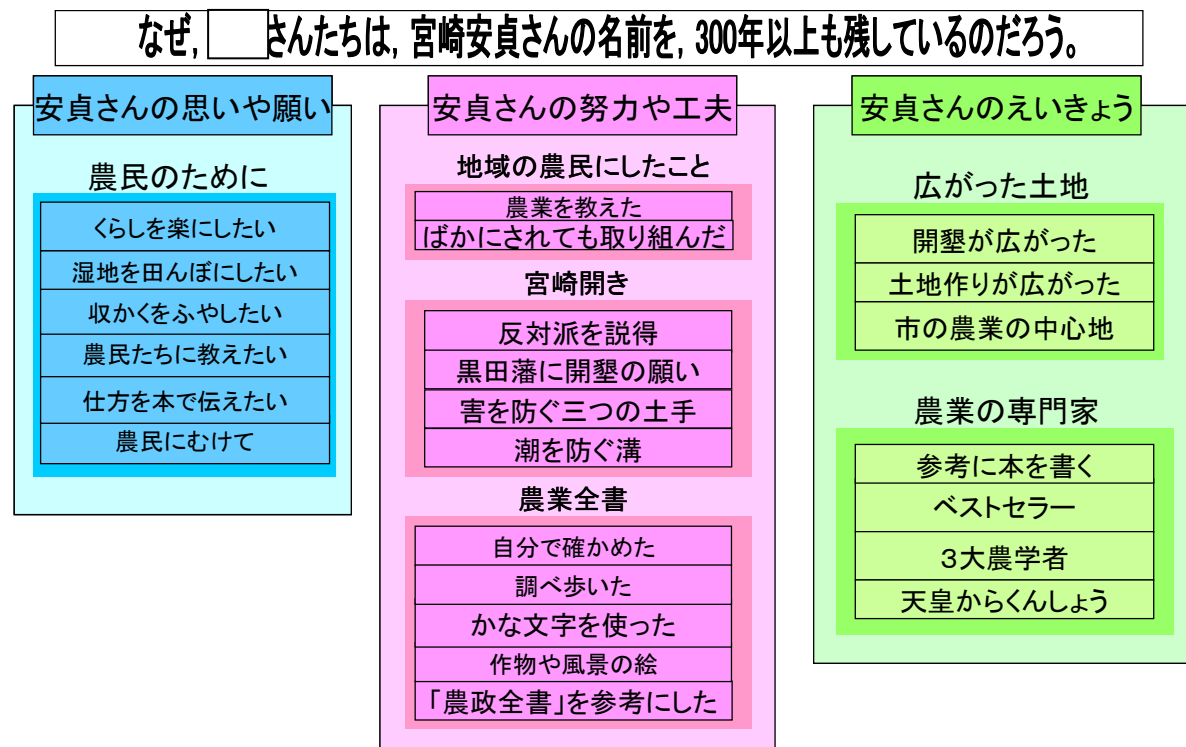 なぜ,　　さんたちは,宮崎安貞さんの名前を,300年以上も残しているのだろう。
安貞さんの思いや願い
農民のために
くらしを楽にしたい
湿地を田んぼにしたい
収かくをふやしたい
農民たちに教えたい
仕方を本で伝えたい
農民にむけて
安貞さんの努力や工夫
地域の農民にしたこと
農業を教えた
ばかにされても取り組んだ
宮崎開き
反対派を説得
黒田藩に開墾の願い
害を防ぐ三つの土手
潮を防ぐ溝
農業全書
自分で確かめた
調べ歩いた
かな文字を使った
作物や風景の絵
「農政全書」を参考にした
安貞さんのえいきょう
広がった土地
開墾が広がった
土地作りが広がった
市の農業の中心地
農業の専門家
参考に本を書く
ベストセラー
3大農学者
天皇からくんしょう